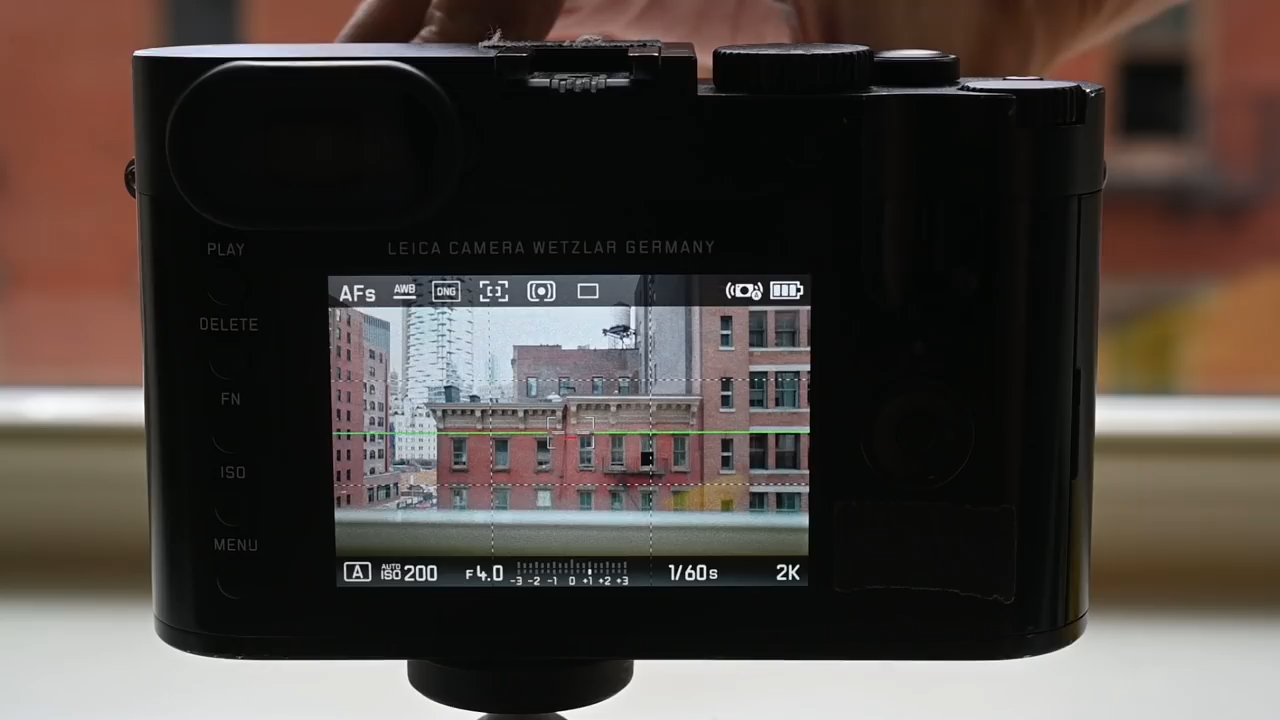 PLAY
LEICA CAMERA WETZLAR GERMANY
AFs AWB DNG
DELETE
FN
ISO
MENU
A AUTO ISO 200 F4.0 -3 -2 -1 0 +1 +2 +3 1/60s 2K